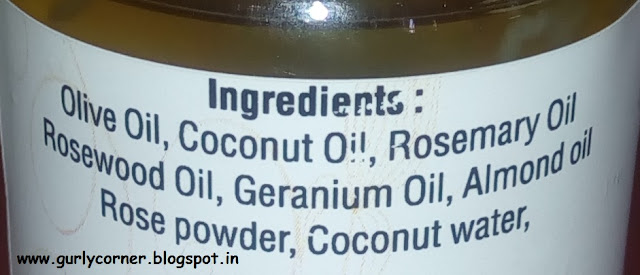 Ingredients :
Olive Oil, Coconut Oil, Rosemary Oil
Rosewood Oil, Geranium Oil, Almond oil
Rose powder, Coconut water,
www.gurlycorner.blogspot.in